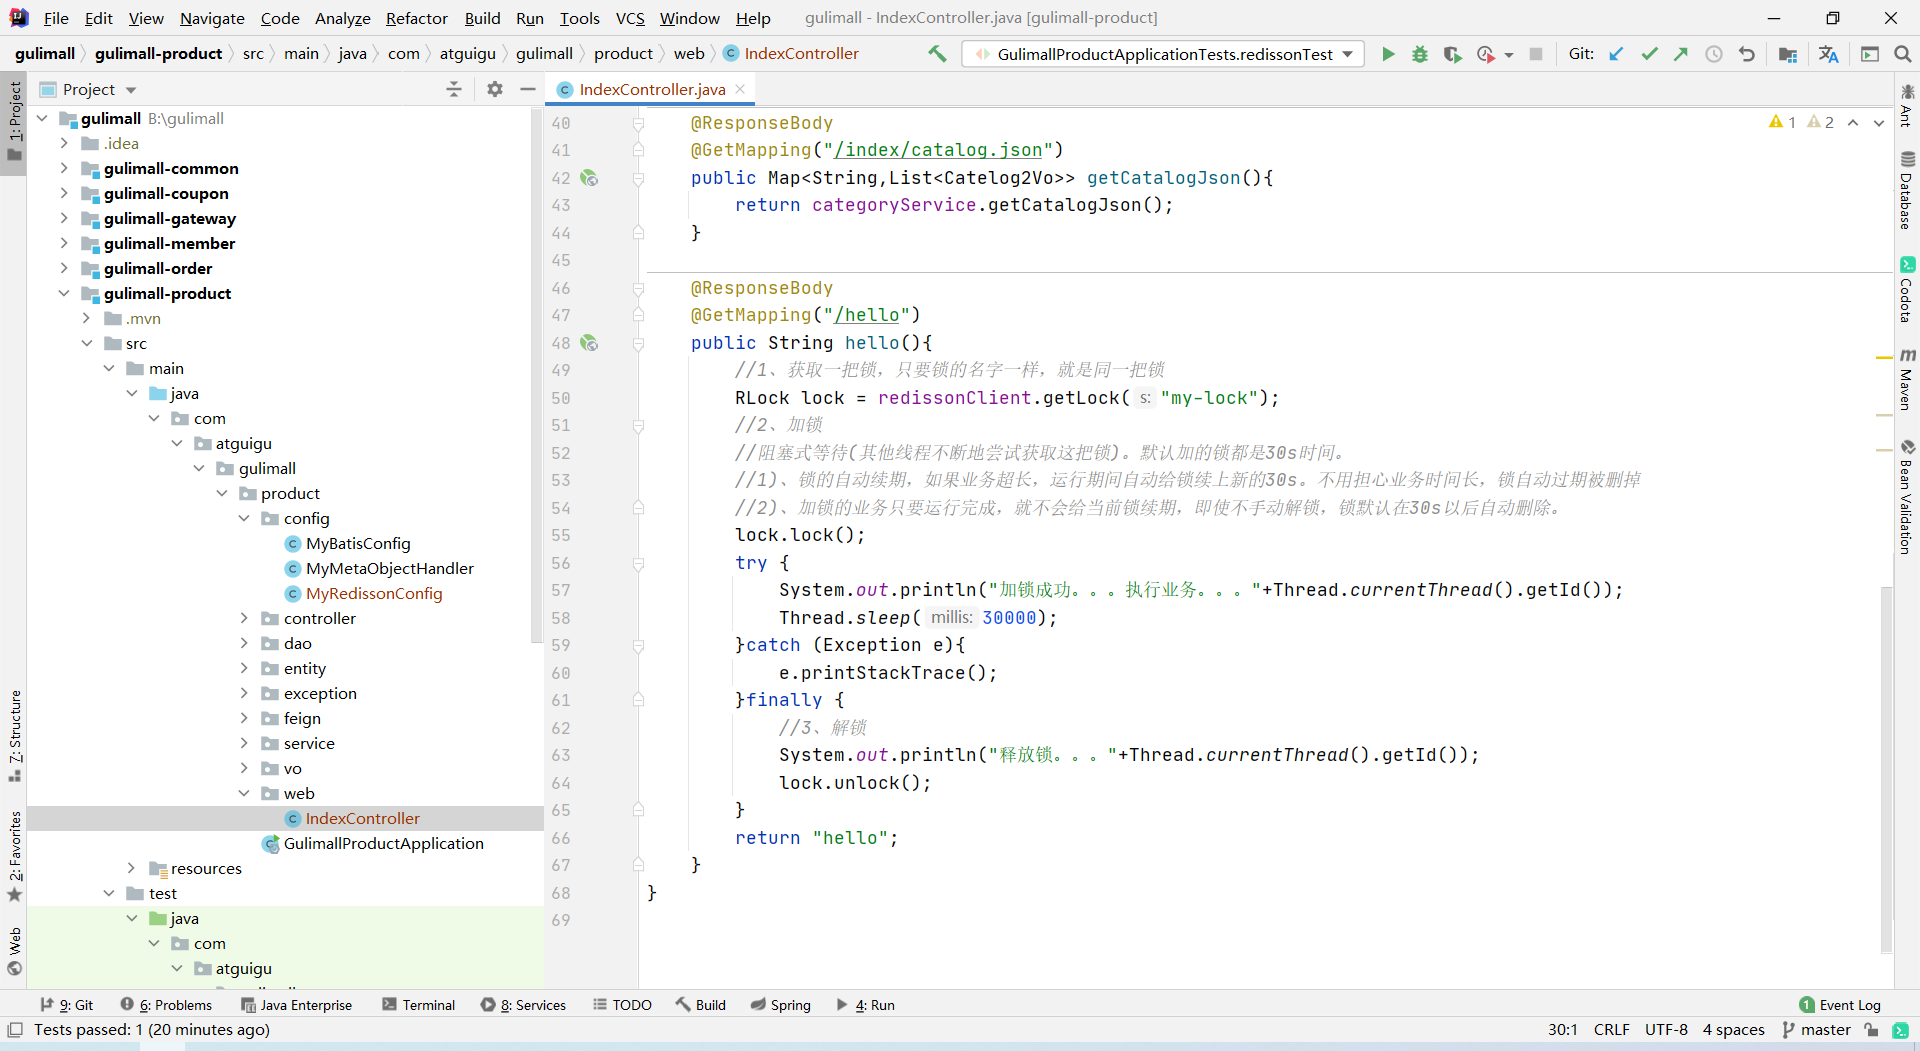 File Edit View Navigate Code Analyze Refactor Build Run Tools VCS Window Help gulimall - IndexController.java [gulimall-product]
gulimall gulimall-product src main java com atguigu gulimall product web IndexController GulimallProductApplicationTests.redissonTest Git:
Project
IndexController.java
1: Project
7: Structure
2: Favorites
Web
gulimall B:\gulimall
.idea
gulimall-common
gulimall-coupon
gulimall-gateway
gulimall-member
gulimall-order
gulimall-product
.mvn
src
main
java
com
atguigu
gulimall
product
config
MyBatisConfig
MyMetaObjectHandler
MyRedissonConfig
controller
dao
entity
exception
feign
service
vo
web
IndexController
GulimallProductApplication
resources
test
java
com
atguigu
1 2
40 @ResponseBody
41 @GetMapping("/index/catalog.json")
42 public Map<String,List<Catelog2Vo>> getCatalogJson(){
43 return categoryService.getCatalogJson();
44 }
45
46 @ResponseBody
47 @GetMapping("/hello")
48 public String hello(){
49 //1、获取一把锁，只要锁的名字一样，就是同一把锁
50 RLock lock = redissonClient.getLock( s: "my-lock");
51 //2、加锁
52 //阻塞式等待(其他线程不断地尝试获取这把锁)。默认加的锁都是30s时间。
53 //1)、锁的自动续期，如果业务超长，运行期间自动给锁续上新的30s。不用担心业务时间长，锁自动过期被删掉
54 //2)、加锁的业务只要运行完成，就不会给当前锁续期，即使不手动解锁，锁默认在30s以后自动删除。
55 lock.lock();
56 try {
57 System.out.println("加锁成功。。。执行业务。。。"+Thread.currentThread().getId());
58 Thread.sleep( millis: 30000);
59 }catch (Exception e){
60 e.printStackTrace();
61 }finally {
62 //3、解锁
63 System.out.println("释放锁。。。"+Thread.currentThread().getId());
64 lock.unlock();
65 }
66 return "hello";
67 }
68 }
69
Ant
Database
Codota
Maven
Bean Validation
9: Git 6: Problems Java Enterprise Terminal 8: Services TODO Build Spring 4: Run 1 Event Log
Tests passed: 1 (20 minutes ago) 30:1 CRLF UTF-8 4 spaces master